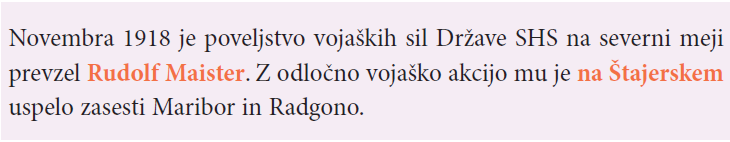 Novembra 1918 je poveljstvo vojaških sil Države SHS na severni meji
prevzel Rudolf Maister. Z odločno vojaško akcijo mu je na Štajerskem
uspelo zasesti Maribor in Radgono.